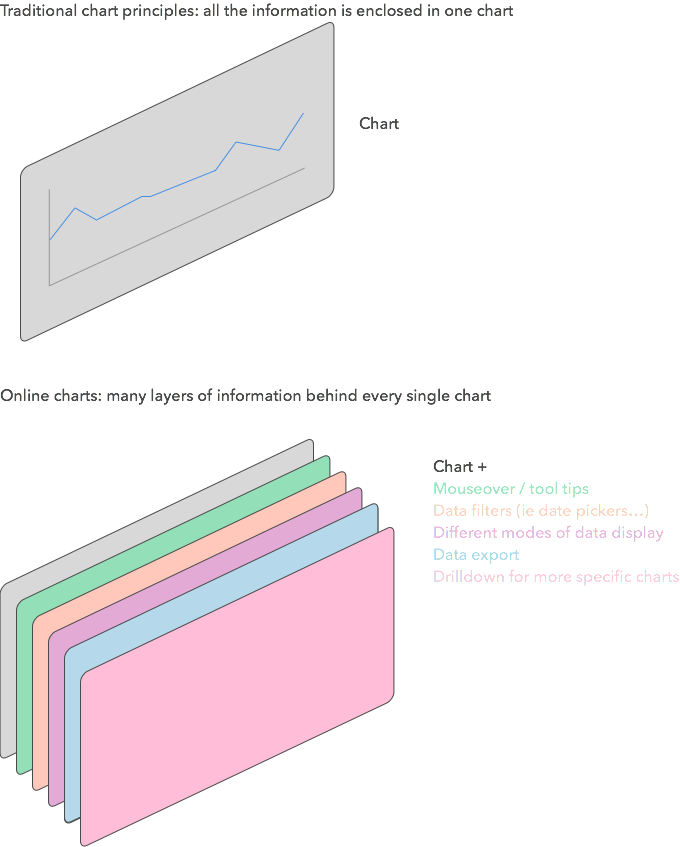 Traditional chart principles: all the information is enclosed in one chart
Chart
Online charts: many layers of information behind every single chart
Chart +
Mouseover / tool tips
Data filters (ie date pickers...)
Different modes of data display
Data export
Drilldown for more specific charts